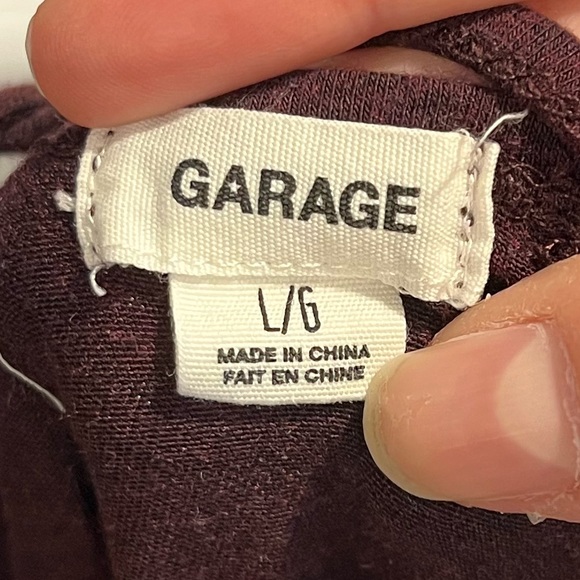 GARAGE
L/G
MADE IN CHINA
FAIT EN CHINE